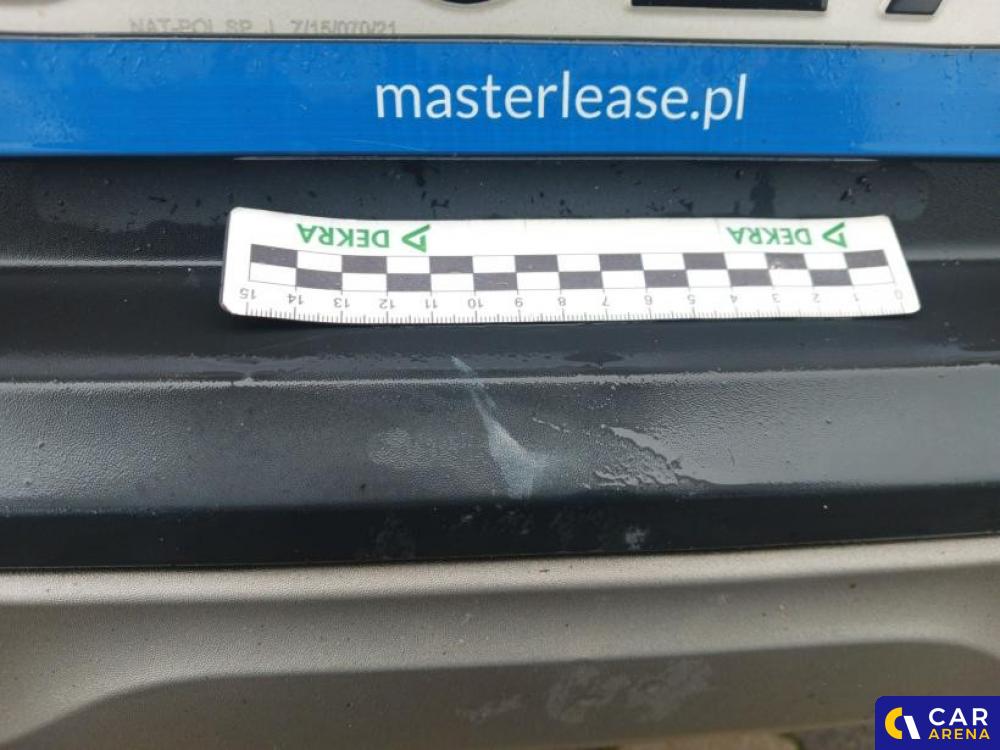 NAT-POL SP. J. 7/15/070/21
masterlease.pl
DEKRA DEKRA
15 14 13 12 11 10 9 8 7 6 5 4 3 2 1 0
CAR
ARENA